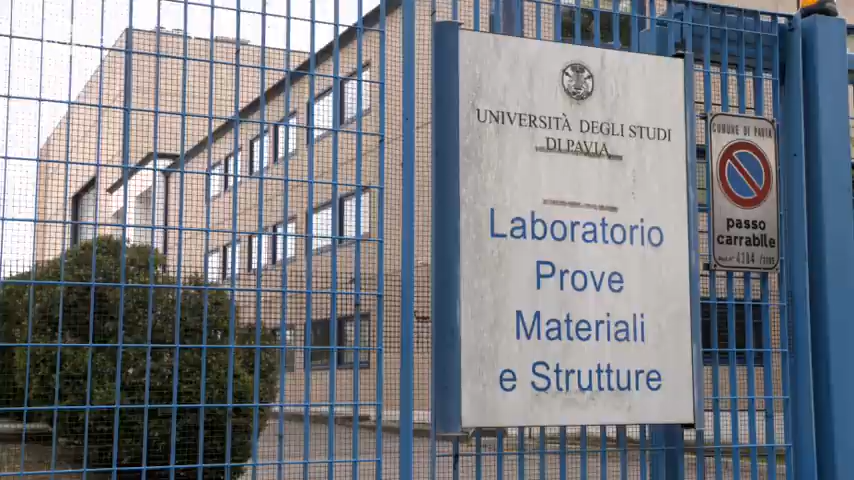 UNIVERSITÀ DEGLI STUDI
DI PAVIA
Laboratorio
Prove
Materiali
e Strutture
COMUNE DI PAVIA
passo
carrabile